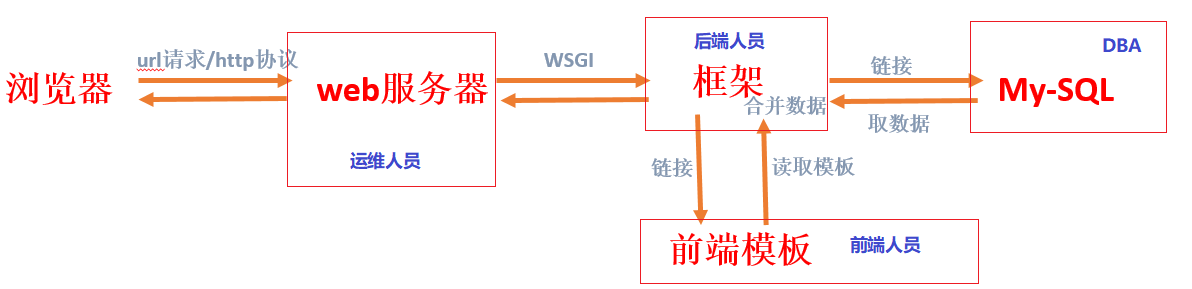 浏览器
url请求/http协议
web服务器
运维人员
WSGI
后端人员
框架
合并数据
链接
取数据
DBA
My-SQL
链接
读取模板
前端模板
前端人员